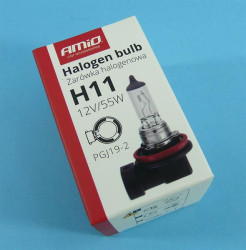 AMiO
Halogen bulb
Żarówka halogenowa
H11
12V/55W
PGJ19-2